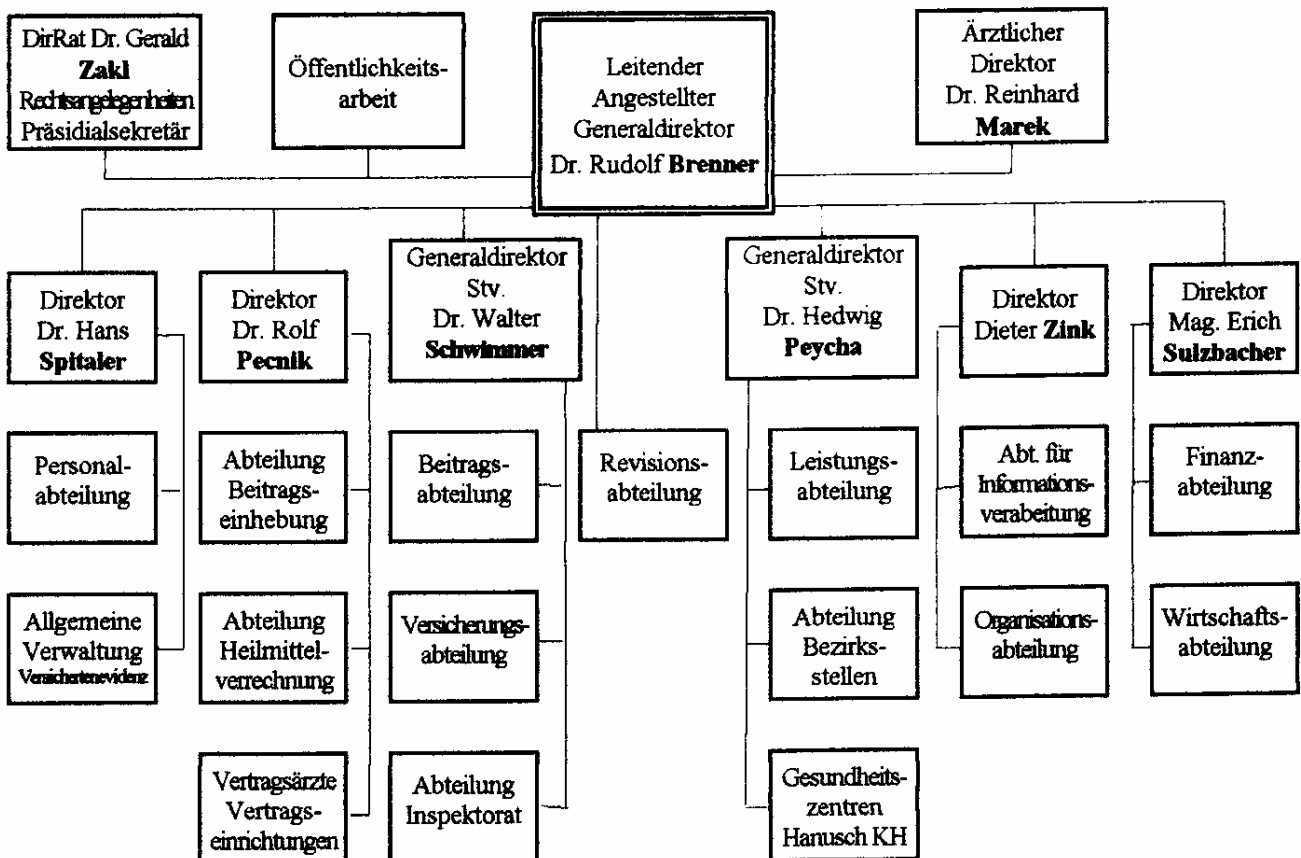 DirRat Dr. Gerald
Zakl
Rechtsangelegenheiten
Präsidialsekretär
Öffentlichkeits-
arbeit
Leitender
Angestellter
Generaldirektor
Dr. Rudolf Brenner
Ärztlicher
Direktor
Dr. Reinhard
Marek
Direktor
Dr. Hans
Spitaler
Direktor
Dr. Rolf
Pecnik
Generaldirektor
Stv.
Dr. Walter
Schwimmer
Generaldirektor
Stv.
Dr. Hedwig
Peycha
Direktor
Dieter Zink
Direktor
Mag. Erich
Sulzbacher
Personal-
abteilung
Abteilung
Beitrags-
einhebung
Beitrags-
abteilung
Revisions-
abteilung
Leistungs-
abteilung
Abt. für
Informations-
verabeitung
Finanz-
abteilung
Allgemeine
Verwaltung
Versichertenevidenz
Abteilung
Heilmittel-
verrechnung
Versicherungs-
abteilung
Abteilung
Bezirks-
stellen
Organisations-
abteilung
Wirtschafts-
abteilung
Vertragsärzte
Vertrags-
einrichtungen
Abteilung
Inspektorat
Gesundheits-
zentren
Hanusch KH